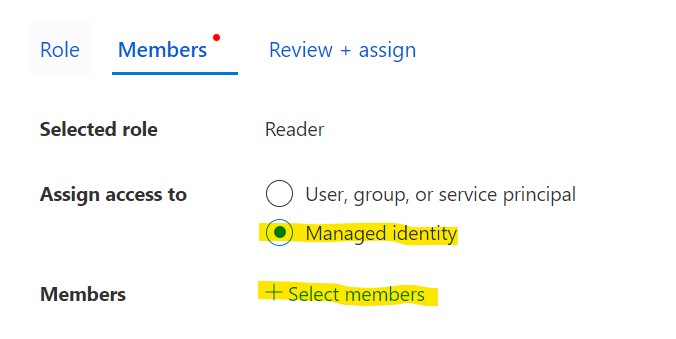 Role Members Review + assign
Selected role Reader
Assign access to User, group, or service principal
Managed identity
Members + Select members